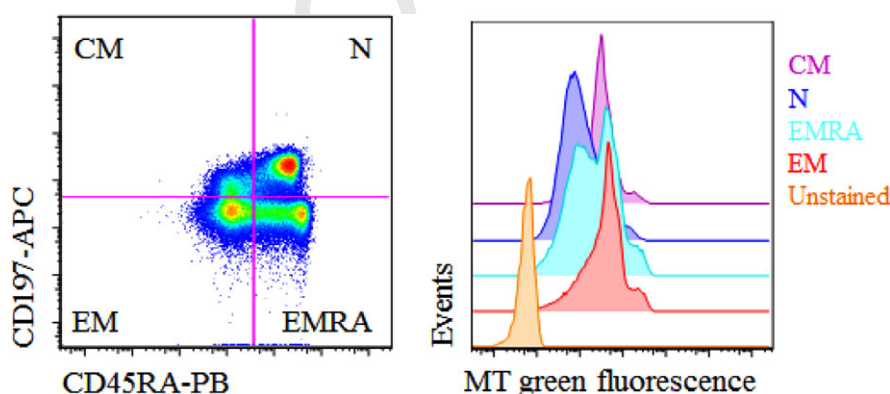 CM N
EM EMRA
CD197-APC
CD45RA-PB
Events
MT green fluorescence
CM
N
EMRA
EM
Unstained